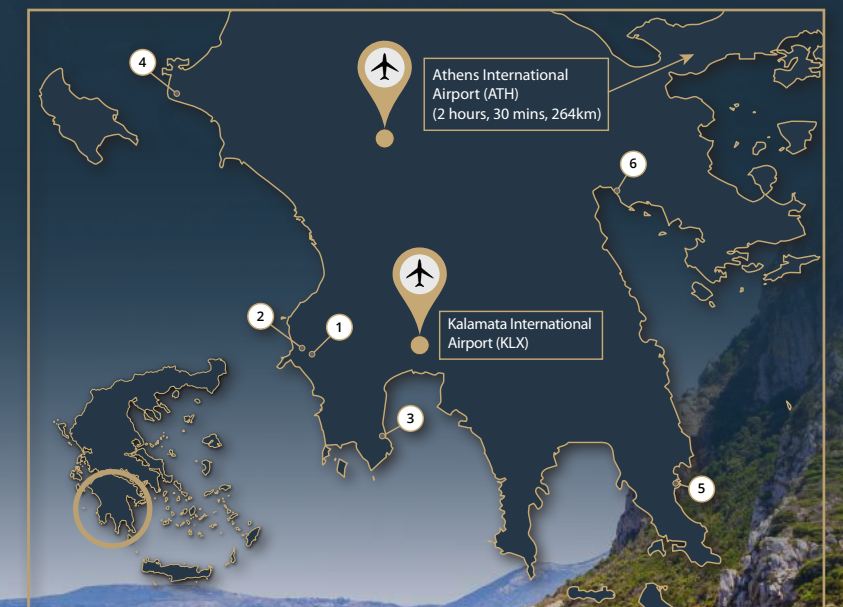 4
Athens International
Airport (ATH)
(2 hours, 30 mins, 264km)
6
2
1
Kalamata International
Airport (KLX)
3
5